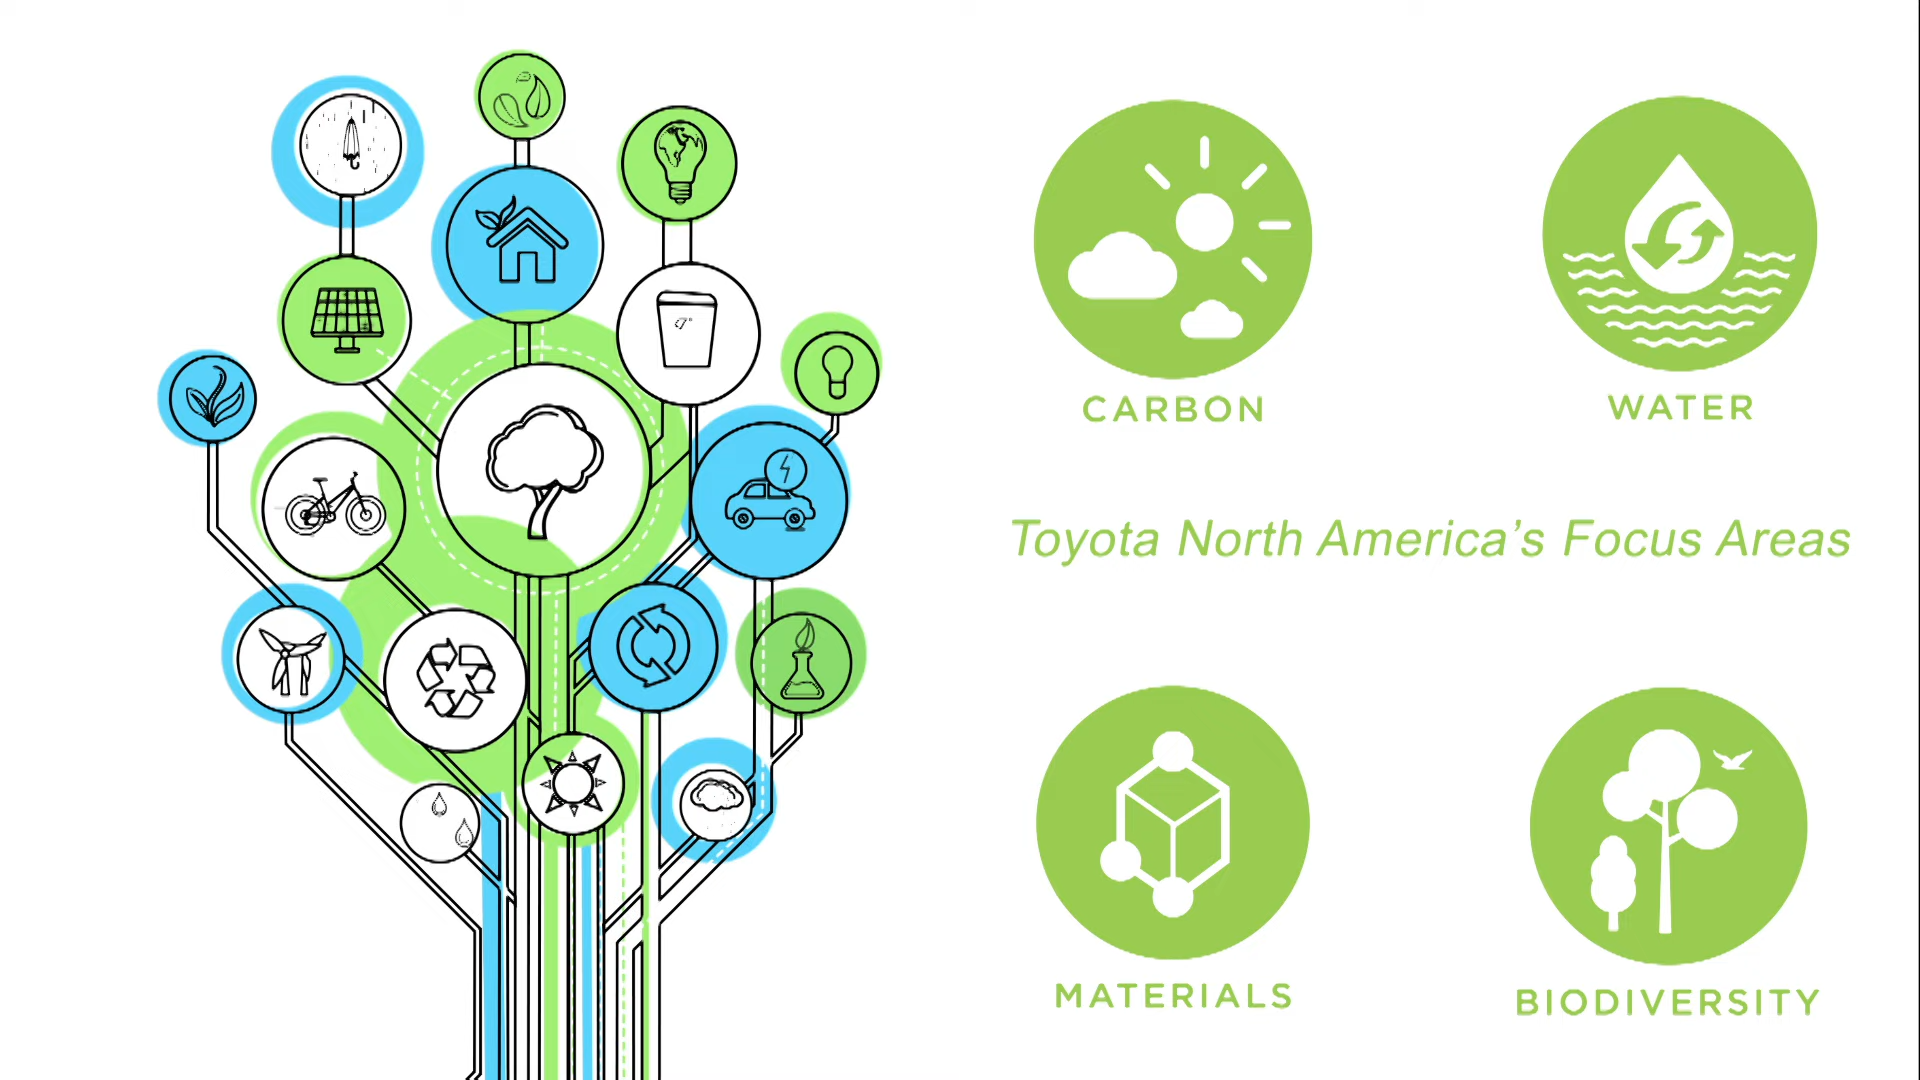 CARBON
WATER
Toyota North America's Focus Areas
MATERIALS
BIODIVERSITY